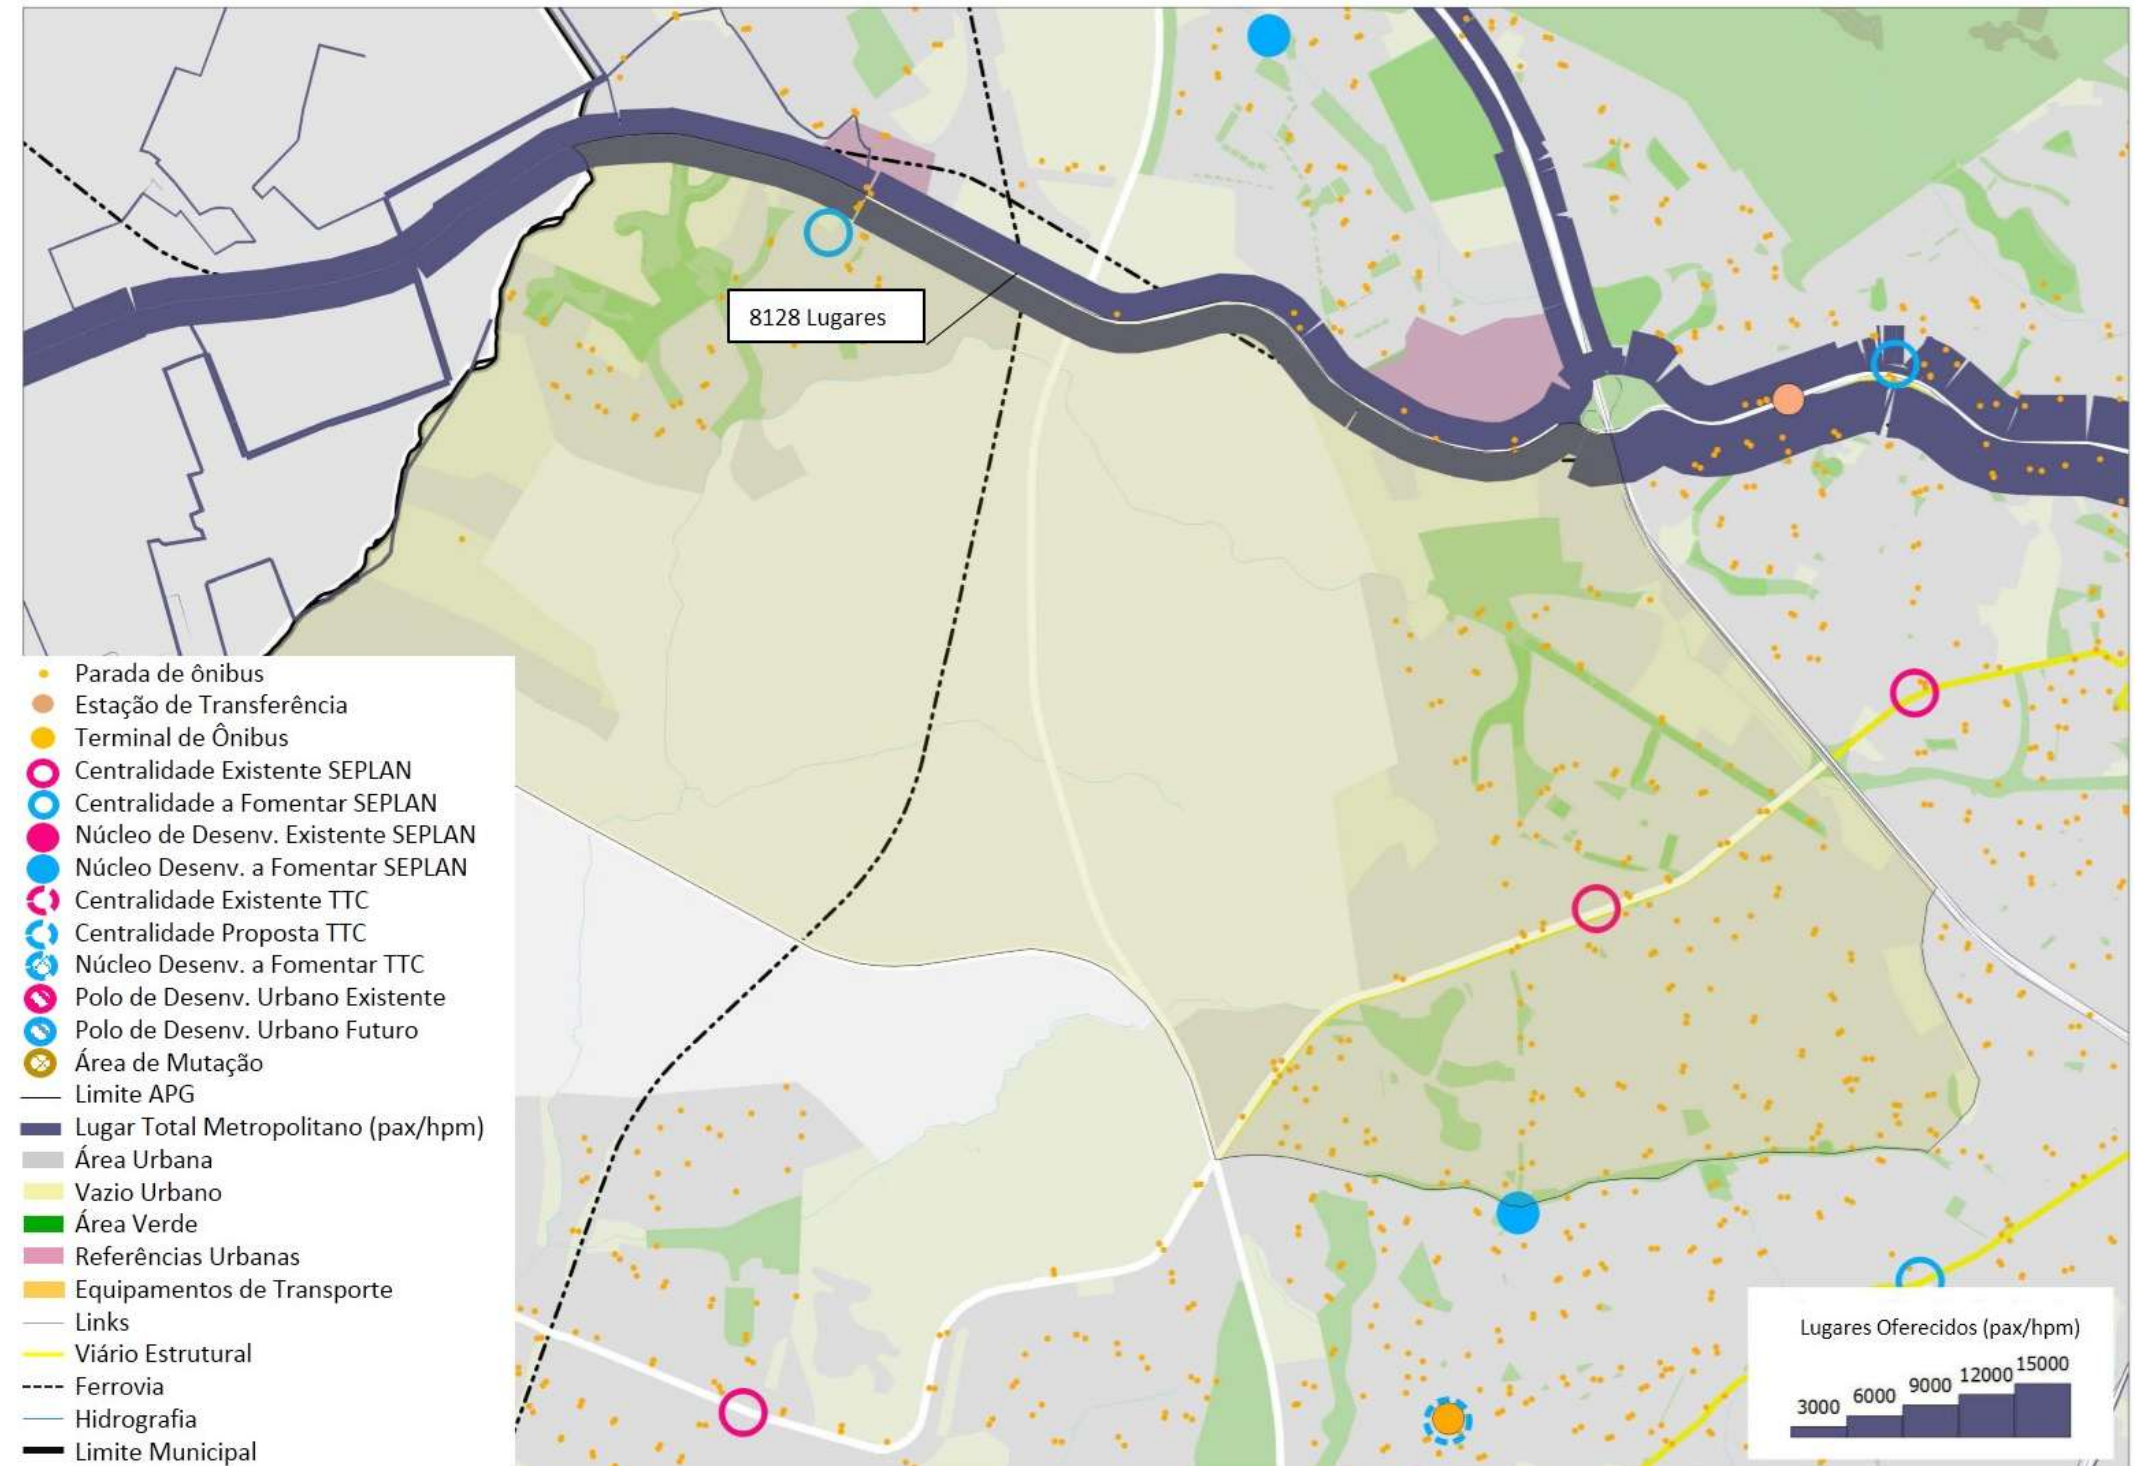 8128 Lugares
Parada de ônibus
Estação de Transferência
Terminal de Ônibus
Centralidade Existente SEPLAN
Centralidade a Fomentar SEPLAN
Núcleo de Desenv. Existente SEPLAN
Núcleo Desenv. a Fomentar SEPLAN
Centralidade Existente TTC
Centralidade Proposta TTC
Núcleo Desenv. a Fomentar TTC
Polo de Desenv. Urbano Existente
Polo de Desenv. Urbano Futuro
Área de Mutação
Limite APG
Lugar Total Metropolitano (pax/hpm)
Área Urbana
Vazio Urbano
Área Verde
Referências Urbanas
Equipamentos de Transporte
Links
Viário Estrutural
Ferrovia
Hidrografia
Limite Municipal
Lugares Oferecidos (pax/hpm)
3000 6000 9000 12000 15000